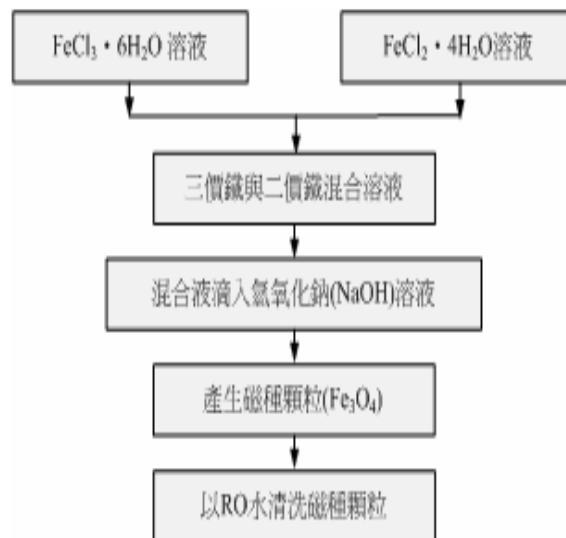 FeCl₃・6H₂O 溶液
FeCl₂・4H₂O溶液
三價鐵與二價鐵混合溶液
混合液滴入氫氧化鈉(NaOH)溶液
產生磁種顆粒(Fe₃O₄)
以RO水清洗磁種顆粒